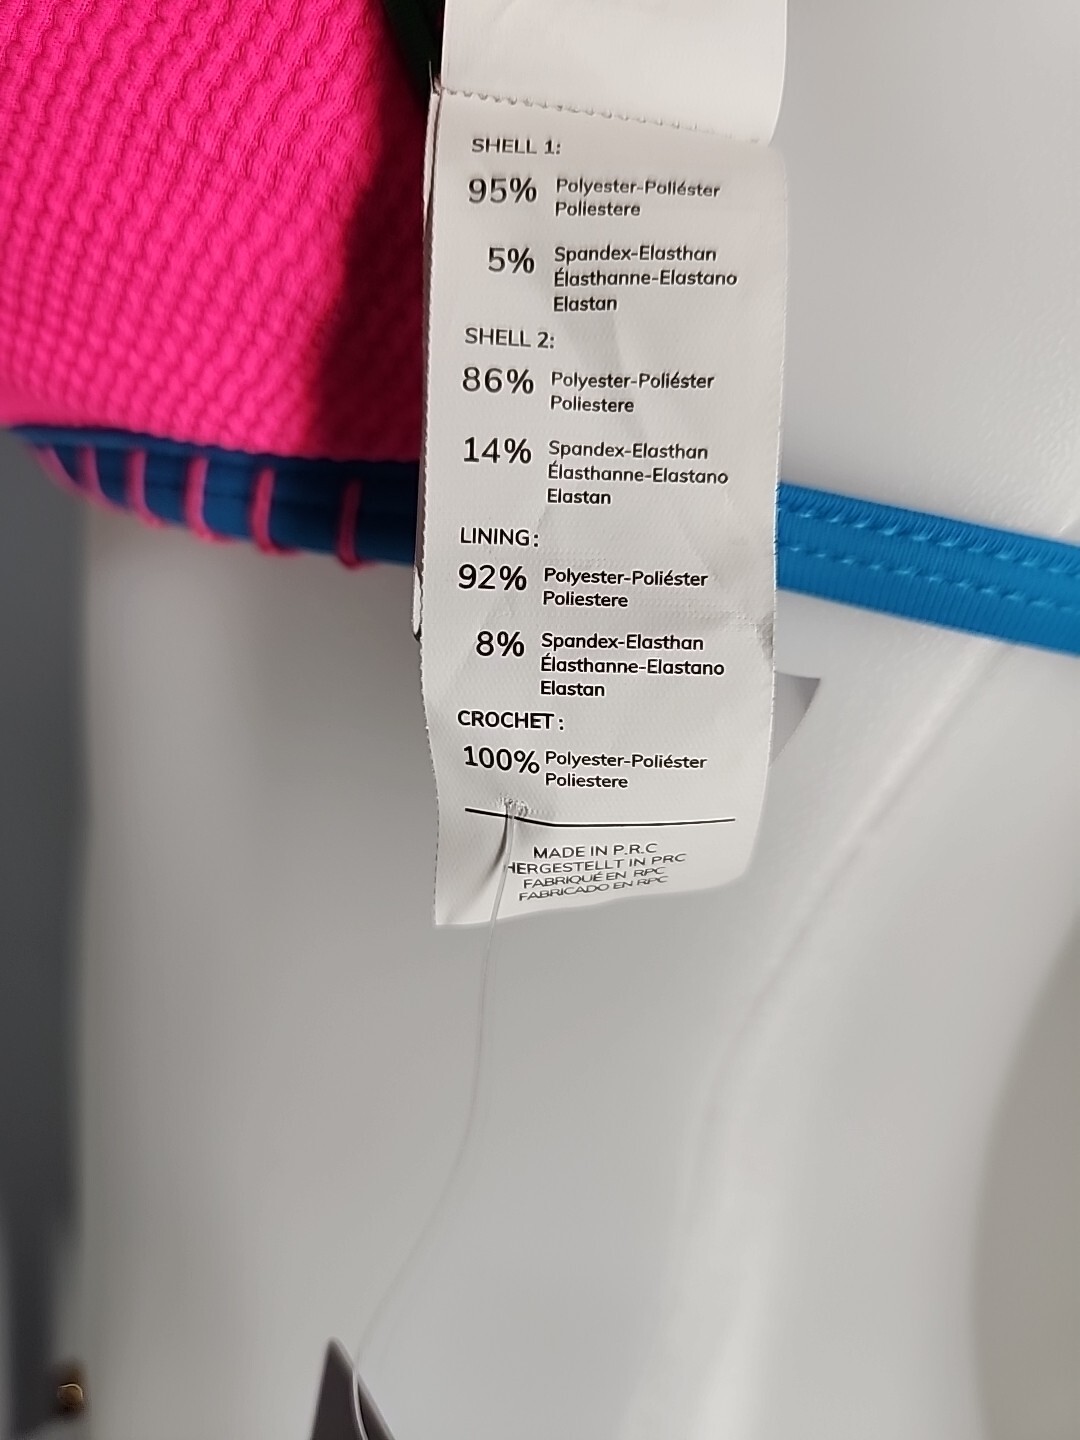 SHELL 1:
95% Polyester-Poliéster
Poliestere
5% Spandex-Elasthan
Élasthanne-Elastano
Elastan
SHELL 2:
86% Polyester-Poliéster
Poliestere
14% Spandex-Elasthan
Élasthanne-Elastano
Elastan
LINING:
92% Polyester-Poliéster
Poliestere
8% Spandex-Elasthan
Élasthanne-Elastano
Elastan
CROCHET:
100% Polyester-Poliéster
Poliestere
MADE IN P.R.C
HERGESTELLT IN PRC
FABRIQUÉ EN RPC
FABRICADO EN RPC